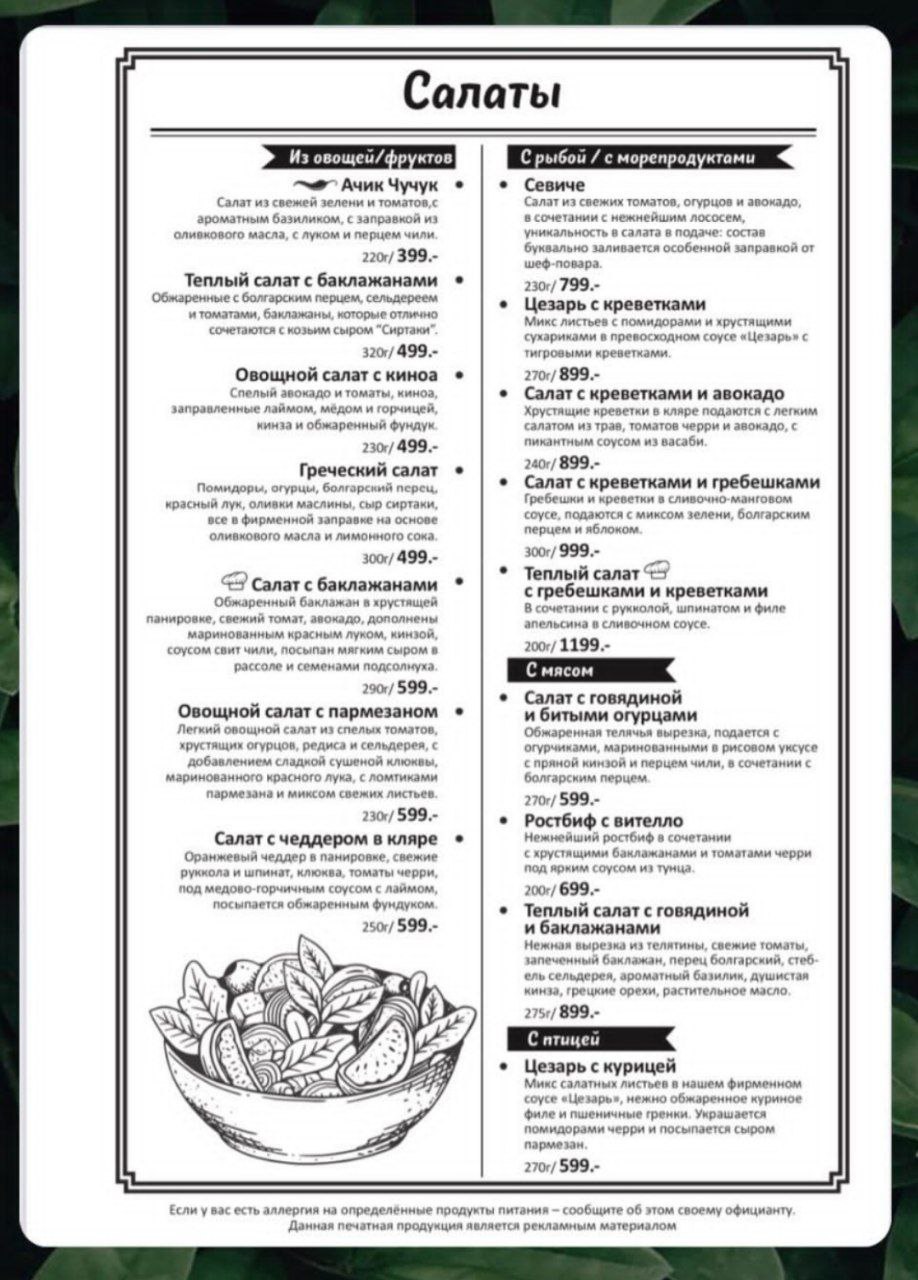 Салаты
Из овощей/фруктов
Ачик Чучук
Салат из свежей зелени и томатов,с
ароматным базиликом, с заправкой из
оливкового масла, с луком и перцем чили.
220г/ 399.-
Теплый салат с баклажанами
Обжаренные с болгарским перцем, сельдереем
и томатами, баклажаны, которые отлично
сочетаются с козьим сыром “Сиртаки”.
320г/ 499.-
Овощной салат с киноа
Спелый авокадо и томаты, киноа,
заправленные лаймом, мёдом и горчицей,
кинза и обжаренный фундук.
230г/ 499.-
Греческий салат
Помидоры, огурцы, болгарский перец,
красный лук, оливки маслины, сыр сиртаки,
все в фирменной заправке на основе
оливкового масла и лимонного сока.
300г/ 499.-
Салат с баклажанами
Обжаренный баклажан в хрустящей
панировке, свежий томат, авокадо, дополнены
маринованным красным луком, кинзой,
соусом свит чили, посыпан мягким сыром в
рассоле и семенами подсолнуха.
290г/ 599.-
Овощной салат с пармезаном
Легкий овощной салат из спелых томатов,
хрустящих огурцов, редиса и сельдерея, с
добавлением сладкой сушеной клюквы,
маринованного красного лука, с ломтиками
пармезана и миксом свежих листьев.
230г/ 599.-
Салат с чеддером в кляре
Оранжевый чеддер в панировке, свежие
руккола и шпинат, клюква, томаты черри,
под медово-горчичным соусом с лаймом,
посыпается обжаренным фундуком.
250г/ 599.-
С рыбой / с морепродуктами
Севиче
Салат из свежих томатов, огурцов и авокадо,
в сочетании с нежнейшим лососем,
уникальность в салата в подаче: состав
буквально заливается особенной заправкой от
шеф-повара.
230г/ 799.-
Цезарь с креветками
Микс листьев с помидорами и хрустящими
сухариками в превосходном соусе «Цезарь» с
тигровыми креветками.
270г/ 899.-
Салат с креветками и авокадо
Хрустящие креветки в кляре подаются с легким
салатом из трав, томатов черри и авокадо, с
пикантным соусом из васаби.
240г/ 899.-
Салат с креветками и гребешками
Гребешки и креветки в сливочно-манговом
соусе, подаются с миксом зелени, болгарским
перцем и яблоком.
300г/ 999.-
Теплый салат
с гребешками и креветками
В сочетании с рукколой, шпинатом и филе
апельсина в сливочном соусе.
200г/ 1199.-
С мясом
Салат с говядиной
и битыми огурцами
Обжаренная телячья вырезка, подается с
огурчиками, маринованными в рисовом уксусе
с пряной кинзой и перцем чили, в сочетании с
болгарским перцем.
270г/ 599.-
Ростбиф с вителло
Нежнейший ростбиф в сочетании
с хрустящими баклажанами и томатами черри
под ярким соусом из тунца.
200г/ 699.-
Теплый салат с говядиной
и баклажанами
Нежная вырезка из телятины, свежие томаты,
запеченный баклажан, перец болгарский, стеб-
ель сельдерея, ароматный базилик, душистая
кинза, грецкие орехи, растительное масло.
275г/ 899.-
С птицей
Цезарь с курицей
Микс салатных листьев в нашем фирменном
соусе «Цезарь», нежно обжаренное куриное
филе и пшеничные гренки. Украшается
помидорами черри и посыпается сыром
пармезан.
270г/ 599.-
Если у вас есть аллергия на определённые продукты питания – сообщите об этом своему официанту.
Данная печатная продукция является рекламным материалом